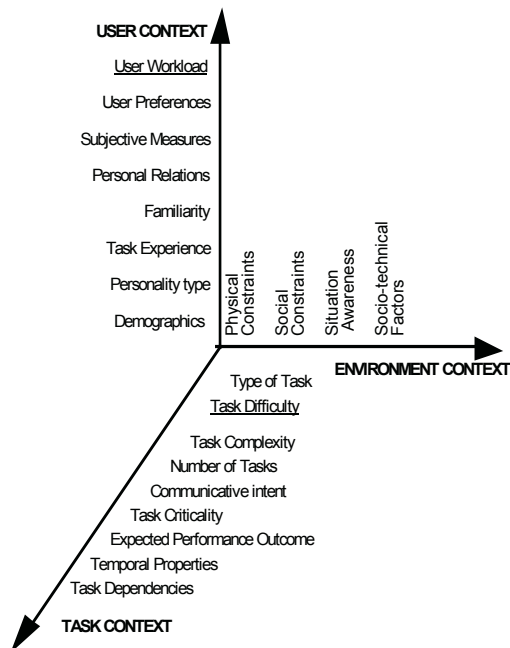 USER CONTEXT
User Workload
User Preferences
Subjective Measures
Personal Relations
Familiarity
Task Experience
Personality type
Demographics
Physical
Constraints
Social
Constraints
Situation
Awareness
Socio-technical
Factors
ENVIRONMENT CONTEXT
Type of Task
Task Difficulty
Task Complexity
Number of Tasks
Communicative intent
Task Criticality
Expected Performance Outcome
Temporal Properties
Task Dependencies
TASK CONTEXT